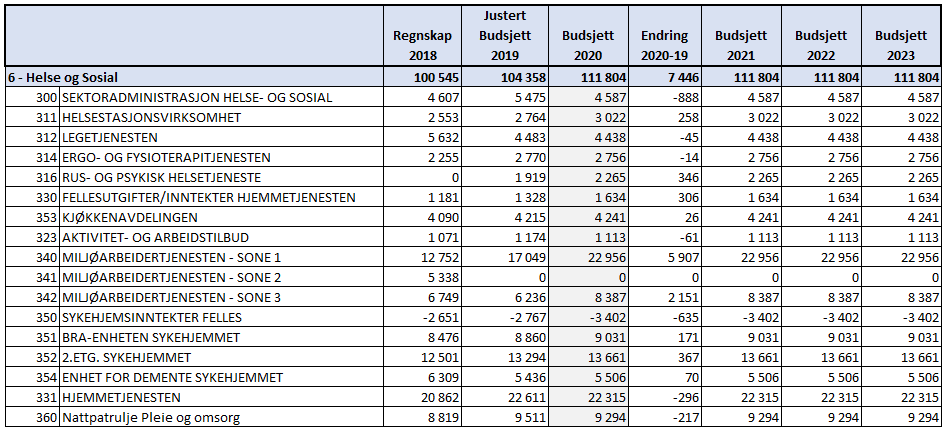 Regnskap 2018 Justert Budsjett 2019 Budsjett 2020 Endring 2020-19 Budsjett 2021 Budsjett 2022 Budsjett 2023
6 - Helse og Sosial 100 545 104 358 111 804 7 446 111 804 111 804 111 804
300 SEKTORADMINISTRASJON HELSE- OG SOSIAL 4 607 5 475 4 587 -888 4 587 4 587 4 587
311 HELSESTASJONSVIRKSOMHET 2 553 2 764 3 022 258 3 022 3 022 3 022
312 LEGETJENESTEN 5 632 4 483 4 438 -45 4 438 4 438 4 438
314 ERGO- OG FYSIOTERAPITJENESTEN 2 255 2 770 2 756 -14 2 756 2 756 2 756
316 RUS- OG PSYKISK HELSETJENESTE 0 1 919 2 265 346 2 265 2 265 2 265
330 FELLESUTGIFTER/INNTEKTER HJEMMETJENESTEN 1 181 1 328 1 634 306 1 634 1 634 1 634
353 KJØKKENAVDELINGEN 4 090 4 215 4 241 26 4 241 4 241 4 241
323 AKTIVITET- OG ARBEIDSTILBUD 1 071 1 174 1 113 -61 1 113 1 113 1 113
340 MILJØARBEIDERTJENESTEN - SONE 1 12 752 17 049 22 956 5 907 22 956 22 956 22 956
341 MILJØARBEIDERTJENESTEN - SONE 2 5 338 0 0 0 0 0 0
342 MILJØARBEIDERTJENESTEN - SONE 3 6 749 6 236 8 387 2 151 8 387 8 387 8 387
350 SYKEHJEMSINNTEKTER FELLES -2 651 -2 767 -3 402 -635 -3 402 -3 402 -3 402
351 BRA-ENHETEN SYKEHJEMMET 8 476 8 860 9 031 171 9 031 9 031 9 031
352 2.ETG. SYKEHJEMMET 12 501 13 294 13 661 367 13 661 13 661 13 661
354 ENHET FOR DEMENTE SYKEHJEMMET 6 309 5 436 5 506 70 5 506 5 506 5 506
331 HJEMMETJENESTEN 20 862 22 611 22 315 -296 22 315 22 315 22 315
360 Nattpatrulje Pleie og omsorg 8 819 9 511 9 294 -217 9 294 9 294 9 294